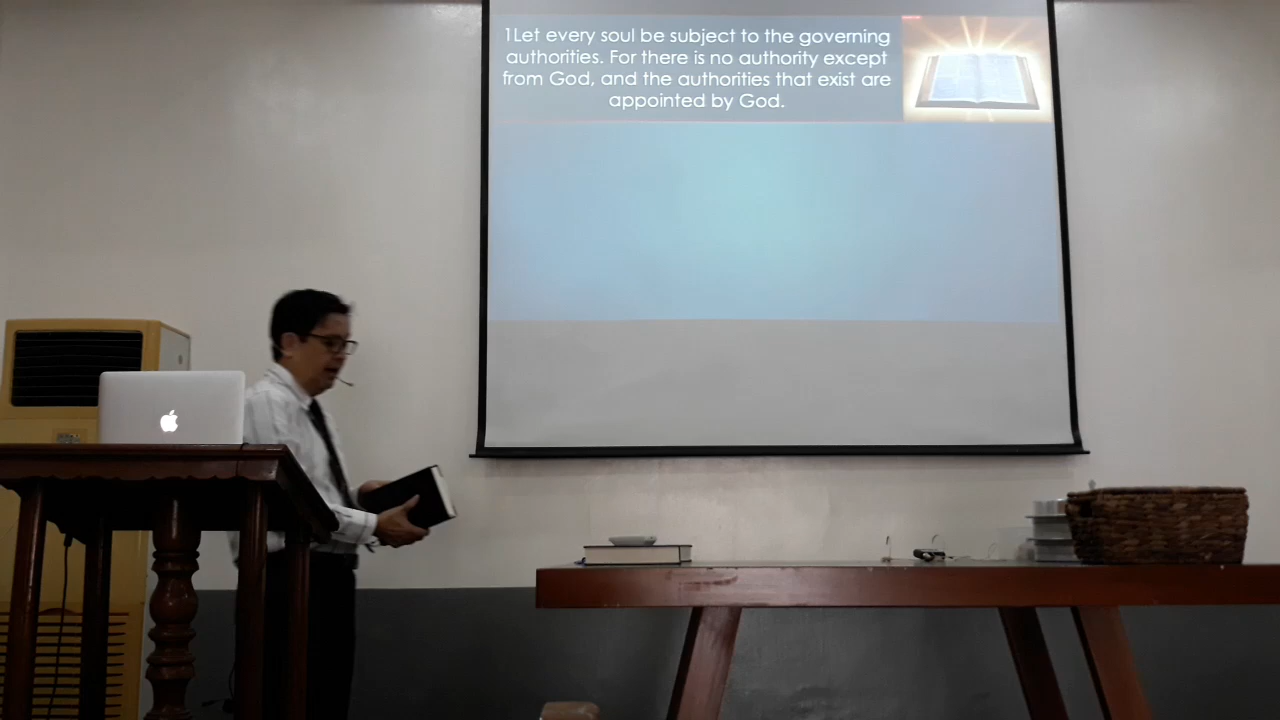 1Let every soul be subject to the governing
authorities. For there is no authority except
from God, and the authorities that exist are
appointed by God.